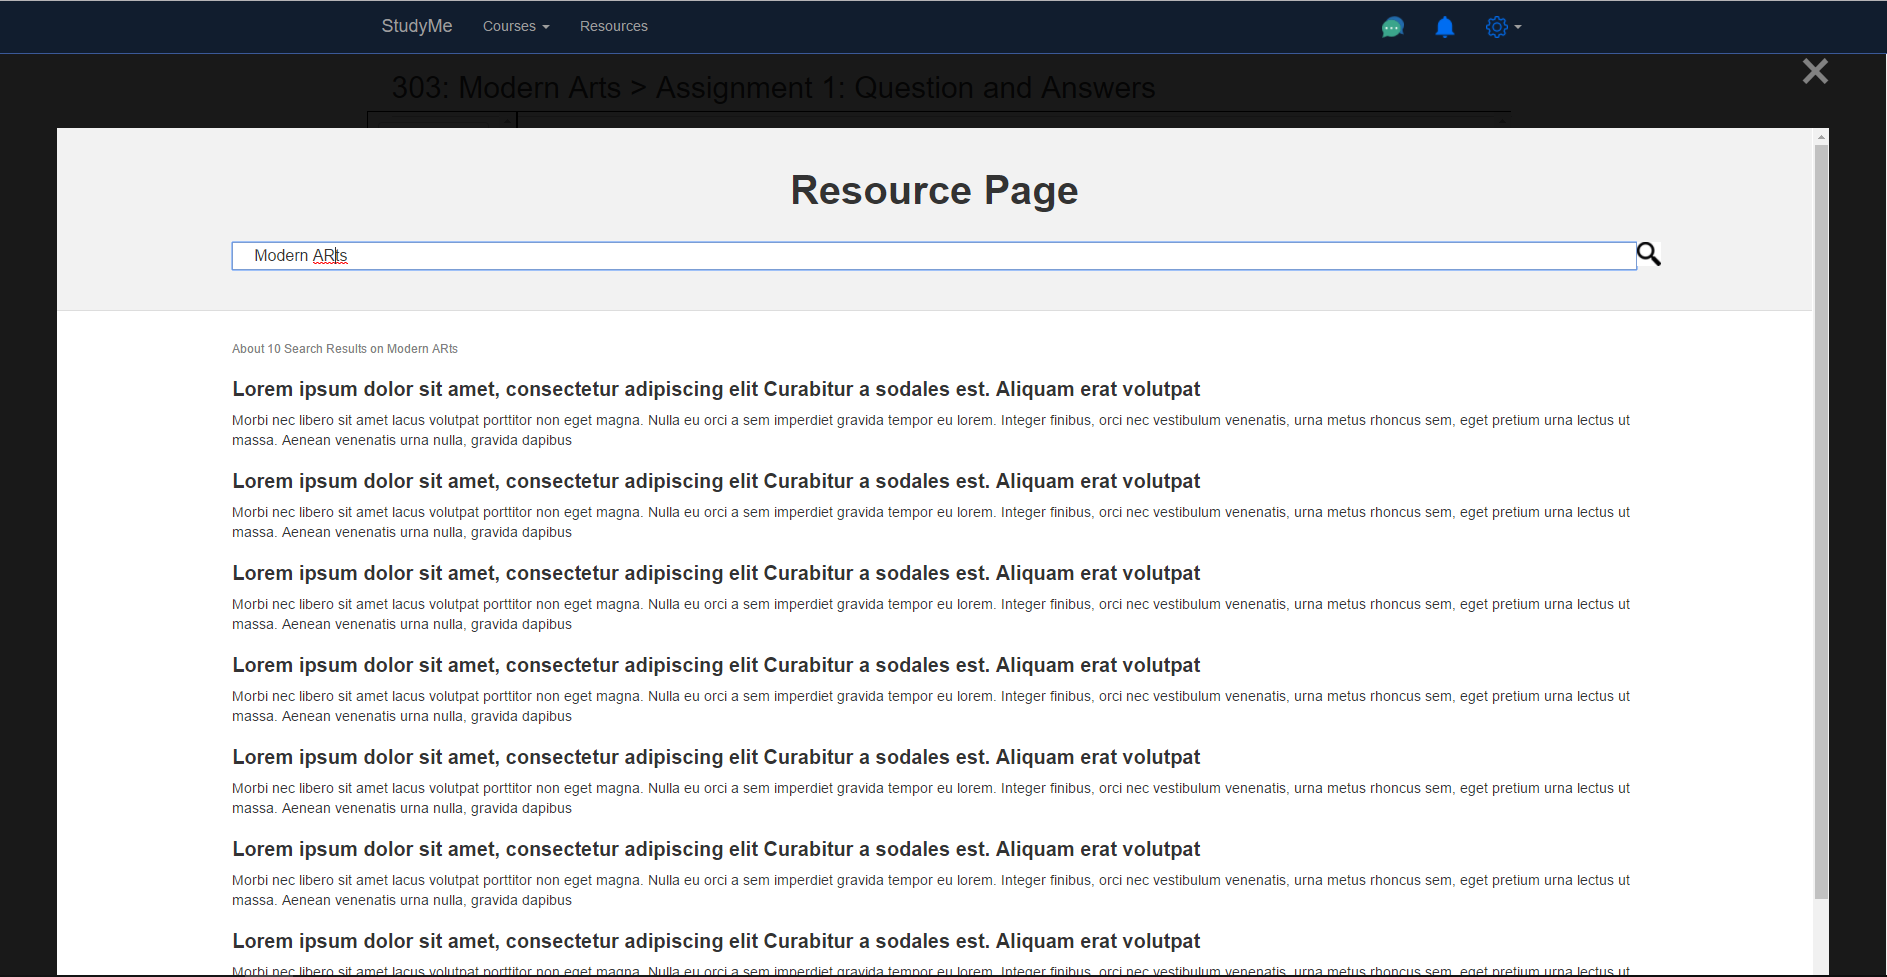 StudyMe Courses Resources
303: Modern Arts > Assignment 1: Question and Answers
Resource Page
Modern ARts
About 10 Search Results on Modern ARts
Lorem ipsum dolor sit amet, consectetur adipiscing elit Curabitur a sodales est. Aliquam erat volutpat
Morbi nec libero sit amet lacus volutpat porttitor non eget magna. Nulla eu orci a sem imperdiet gravida tempor eu lorem. Integer finibus, orci nec vestibulum venenatis, urna metus rhoncus sem, eget pretium urna lectus ut
massa. Aenean venenatis urna nulla, gravida dapibus
Lorem ipsum dolor sit amet, consectetur adipiscing elit Curabitur a sodales est. Aliquam erat volutpat
Morbi nec libero sit amet lacus volutpat porttitor non eget magna. Nulla eu orci a sem imperdiet gravida tempor eu lorem. Integer finibus, orci nec vestibulum venenatis, urna metus rhoncus sem, eget pretium urna lectus ut
massa. Aenean venenatis urna nulla, gravida dapibus
Lorem ipsum dolor sit amet, consectetur adipiscing elit Curabitur a sodales est. Aliquam erat volutpat
Morbi nec libero sit amet lacus volutpat porttitor non eget magna. Nulla eu orci a sem imperdiet gravida tempor eu lorem. Integer finibus, orci nec vestibulum venenatis, urna metus rhoncus sem, eget pretium urna lectus ut
massa. Aenean venenatis urna nulla, gravida dapibus
Lorem ipsum dolor sit amet, consectetur adipiscing elit Curabitur a sodales est. Aliquam erat volutpat
Morbi nec libero sit amet lacus volutpat porttitor non eget magna. Nulla eu orci a sem imperdiet gravida tempor eu lorem. Integer finibus, orci nec vestibulum venenatis, urna metus rhoncus sem, eget pretium urna lectus ut
massa. Aenean venenatis urna nulla, gravida dapibus
Lorem ipsum dolor sit amet, consectetur adipiscing elit Curabitur a sodales est. Aliquam erat volutpat
Morbi nec libero sit amet lacus volutpat porttitor non eget magna. Nulla eu orci a sem imperdiet gravida tempor eu lorem. Integer finibus, orci nec vestibulum venenatis, urna metus rhoncus sem, eget pretium urna lectus ut
massa. Aenean venenatis urna nulla, gravida dapibus
Lorem ipsum dolor sit amet, consectetur adipiscing elit Curabitur a sodales est. Aliquam erat volutpat
Morbi nec libero sit amet lacus volutpat porttitor non eget magna. Nulla eu orci a sem imperdiet gravida tempor eu lorem. Integer finibus, orci nec vestibulum venenatis, urna metus rhoncus sem, eget pretium urna lectus ut
massa. Aenean venenatis urna nulla, gravida dapibus
Lorem ipsum dolor sit amet, consectetur adipiscing elit Curabitur a sodales est. Aliquam erat volutpat
Morbi nec libero sit amet lacus volutpat porttitor non eget magna. Nulla eu orci a sem imperdiet gravida tempor eu lorem. Integer finibus, orci nec vestibulum venenatis, urna metus rhoncus sem, eget pretium urna lectus ut